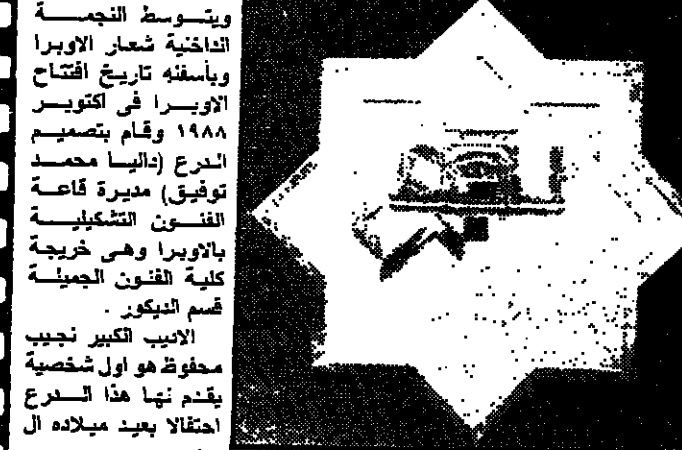 ويتوسط النجمة
الداخلية شعار الاوبرا
وبأسفله تاريخ افتتاح
الاوبرا فى اكتوبر
١٩٨٨ وقام بتصميم
الدرع (داليا محمد
توفيق) مديرة قاعة
الفنون التشكيلية
بالاوبرا وهى خريجة
كلية الفنون الجميلة
قسم الديكور .
الاديب الكبير نجيب
محفوظ هو اول شخصية
يقدم لها هذا الدرع
احتفالا بعيد ميلاده ال